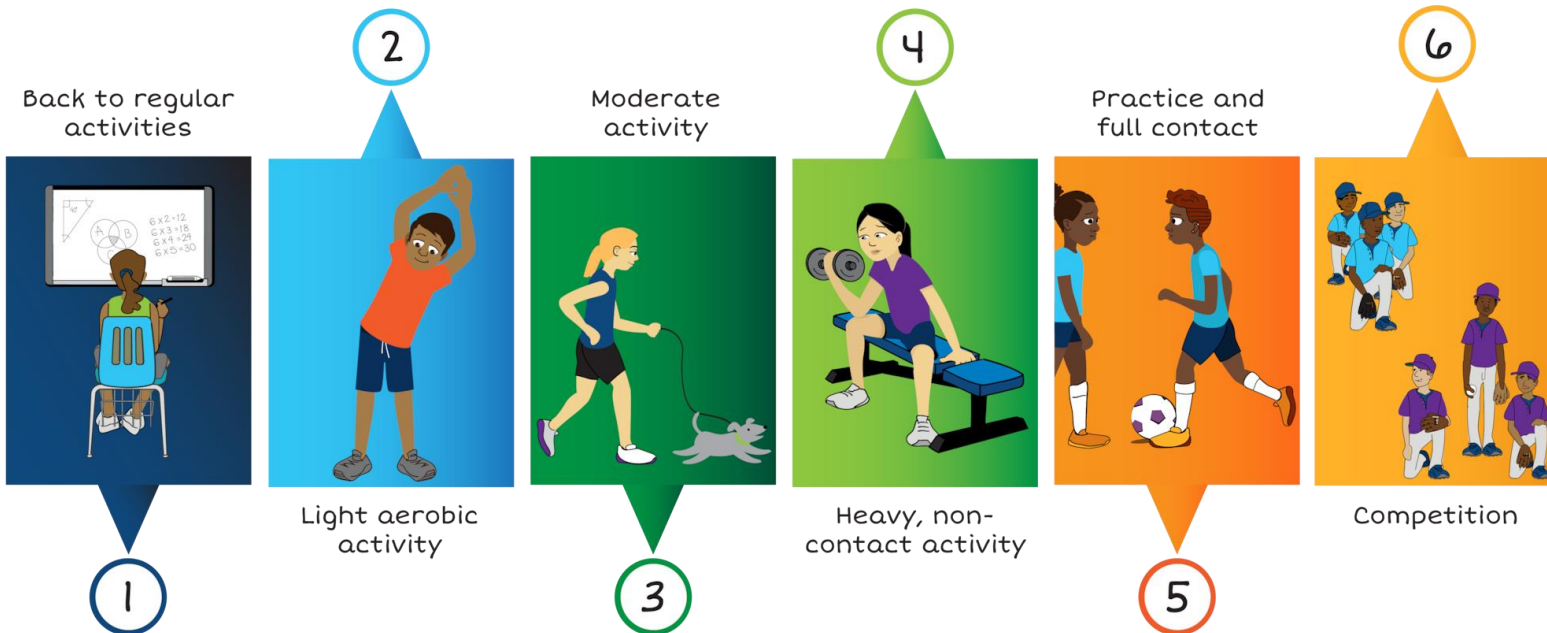 Back to regular
activities
40°
A B
6x2=12
6x3=18
6x4=24
6x5=30
1
2
Light aerobic
activity
Moderate
activity
3
4
Heavy, non-
contact activity
Practice and
full contact
5
6
Competition